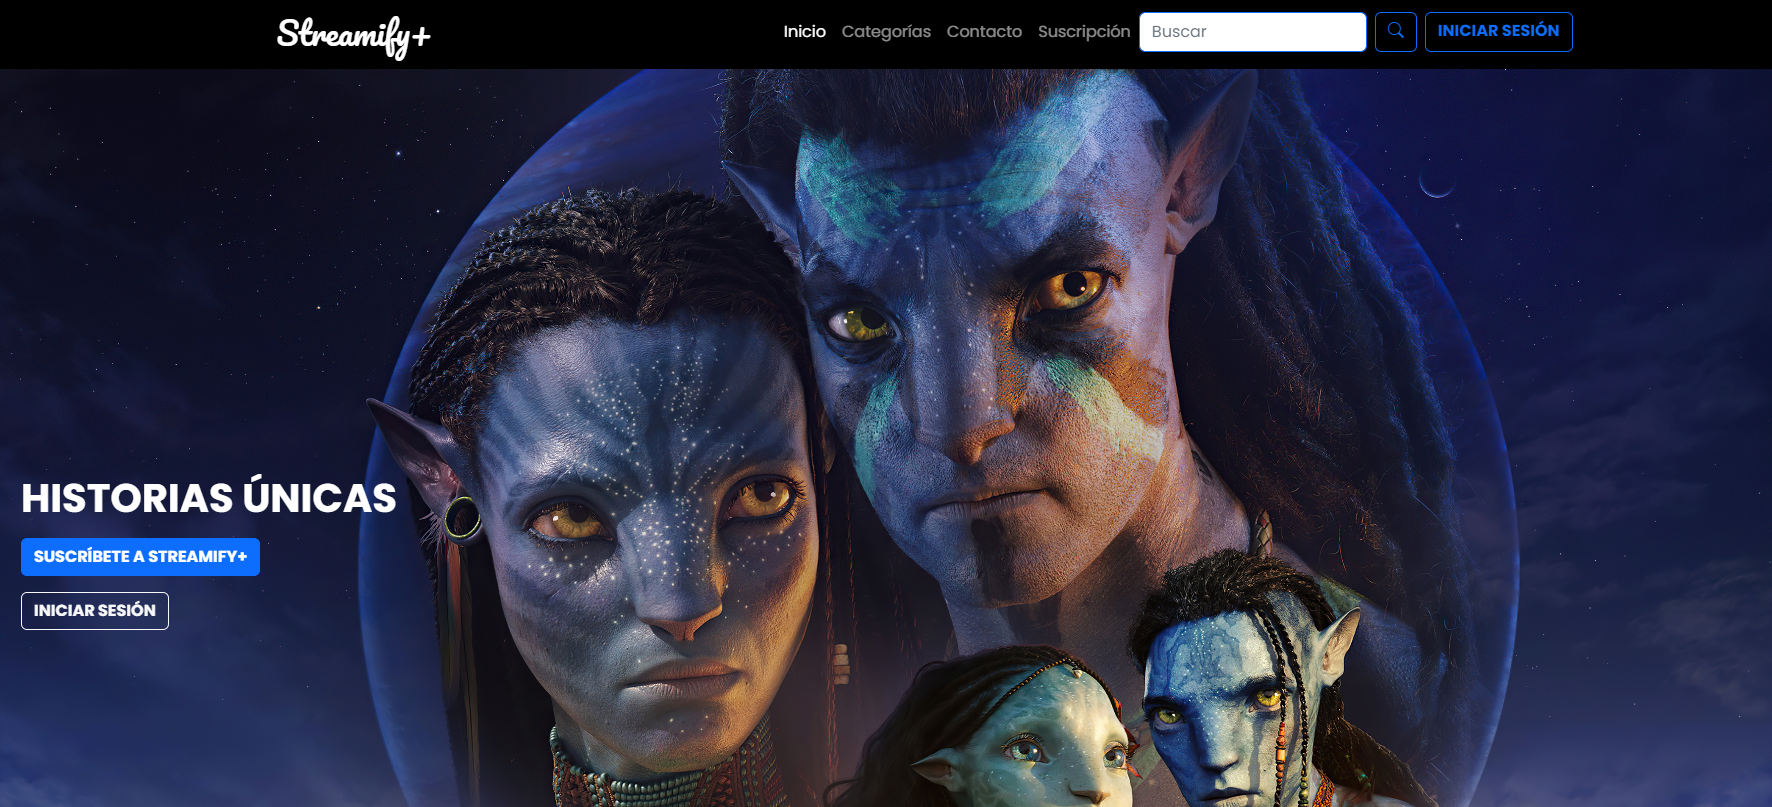 Streamify+
Inicio Categorías Contacto Suscripción Buscar INICIAR SESIÓN
HISTORIAS ÚNICAS
SUSCRÍBETE A STREAMIFY+
INICIAR SESIÓN